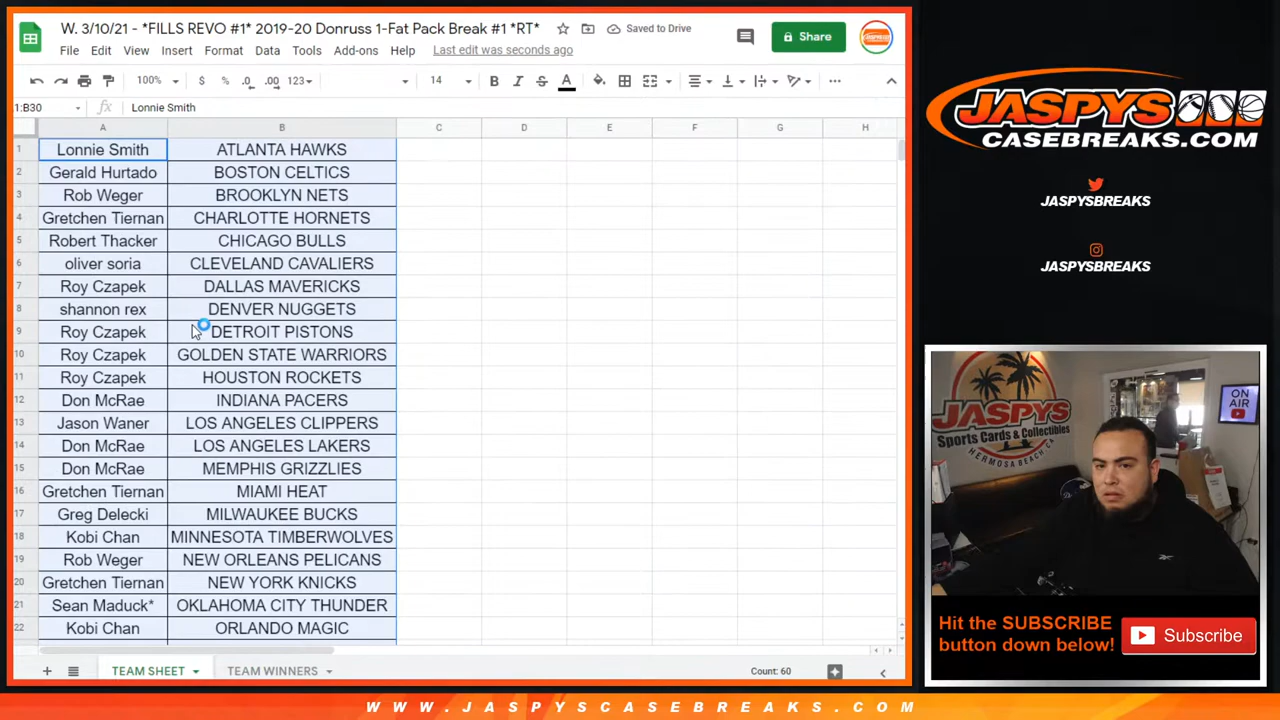 W. 3/10/21 - *FILLS REVO #1* 2019-20 Donruss 1-Fat Pack Break #1 *RT*
Saved to Drive
Share
File Edit View Insert Format Data Tools Add-ons Help Last edit was seconds ago
100% $ % .0 .00 123 14 B I S A
1:B30 fx Lonnie Smith
A B C D E F G H
1 Lonnie Smith ATLANTA HAWKS
2 Gerald Hurtado BOSTON CELTICS
3 Rob Weger BROOKLYN NETS
4 Gretchen Tiernan CHARLOTTE HORNETS
5 Robert Thacker CHICAGO BULLS
6 oliver soria CLEVELAND CAVALIERS
7 Roy Czapek DALLAS MAVERICKS
8 shannon rex DENVER NUGGETS
9 Roy Czapek DETROIT PISTONS
10 Roy Czapek GOLDEN STATE WARRIORS
11 Roy Czapek HOUSTON ROCKETS
12 Don McRae INDIANA PACERS
13 Jason Waner LOS ANGELES CLIPPERS
14 Don McRae LOS ANGELES LAKERS
15 Don McRae MEMPHIS GRIZZLIES
16 Gretchen Tiernan MIAMI HEAT
17 Greg Delecki MILWAUKEE BUCKS
18 Kobi Chan MINNESOTA TIMBERWOLVES
19 Rob Weger NEW ORLEANS PELICANS
20 Gretchen Tiernan NEW YORK KNICKS
21 Sean Maduck* OKLAHOMA CITY THUNDER
22 Kobi Chan ORLANDO MAGIC
TEAM SHEET TEAM WINNERS Count: 60
JASPYS
CASEBREAKS.COM
JASPYSBREAKS
JASPYSBREAKS
JASPYS
Sports Cards & Collectibles
HERMOSA BEACH
ON AIR
Hit the SUBSCRIBE
button down below!
Subscribe
WWW.JASPYSCASEBREAKS.COM